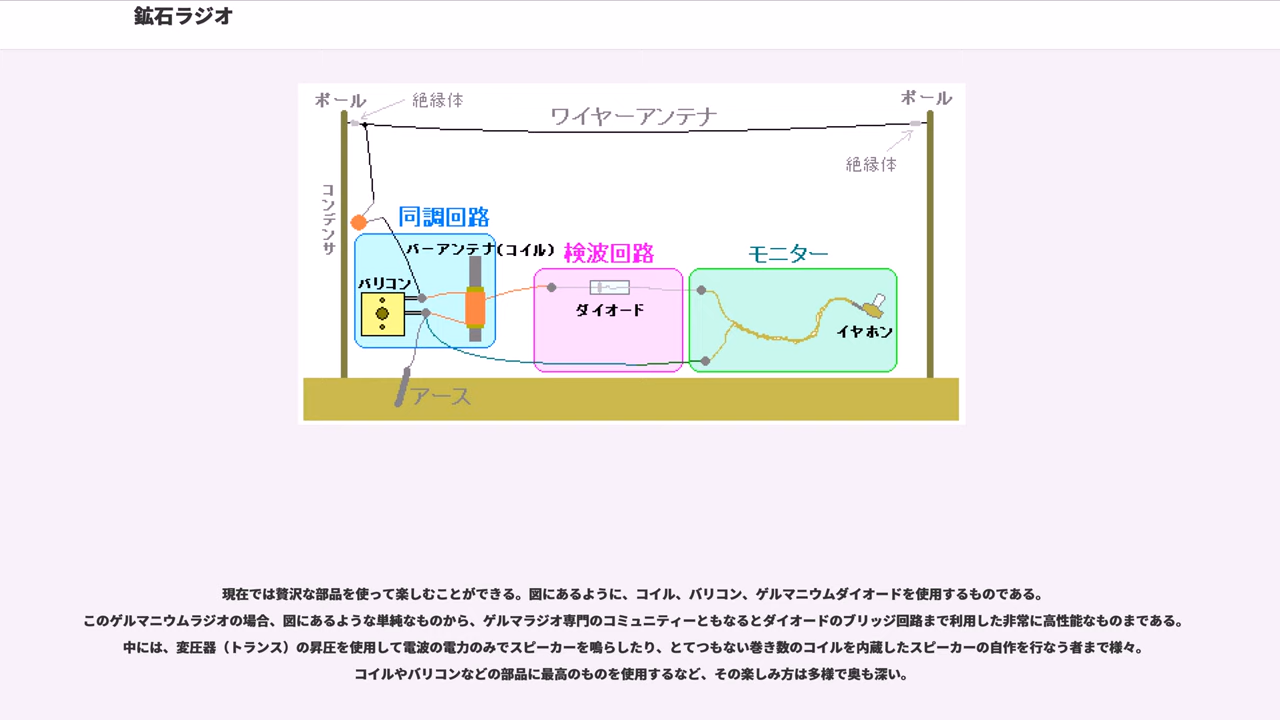 鉱石ラジオ
ポール
絶縁体
ワイヤーアンテナ
ポール
絶縁体
コンデンサ
同調回路
バーアンテナ(コイル)
検波回路
モニター
バリコン
ダイオード
イヤホン
アース
現在では贅沢な部品を使って楽しむことができる。図にあるように、コイル、バリコン、ゲルマニウムダイオードを使用するものである。
このゲルマニウムラジオの場合、図にあるような単純なものから、ゲルマラジオ専門のコミュニティーともなるとダイオードのブリッジ回路まで利用した非常に高性能なものまである。
中には、変圧器（トランス）の昇圧を使用して電波の電力のみでスピーカーを鳴らしたり、とてつもない巻き数のコイルを内蔵したスピーカーの自作を行なう者まで様々。
コイルやバリコンなどの部品に最高のものを使用するなど、その楽しみ方は多様で奥も深い。